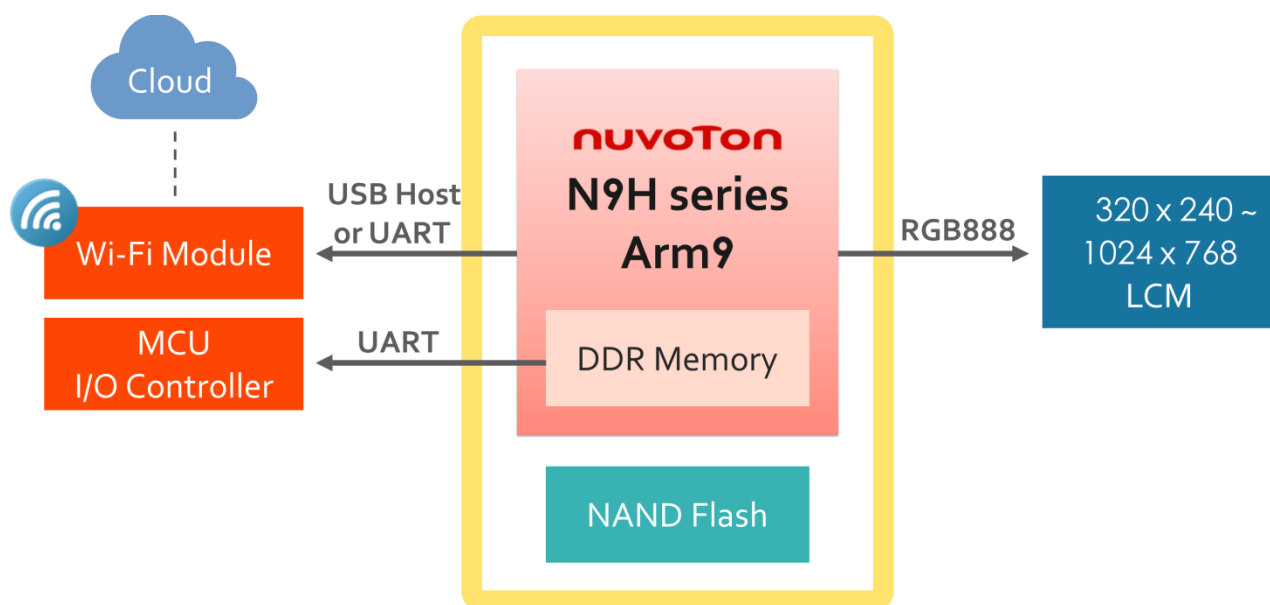 Cloud
USB Host
or UART
Wi-Fi Module
UART
MCU
I/O Controller
nuvoTon
N9H series
Arm9
DDR Memory
NAND Flash
RGB888
320 x 240 ~
1024 x 768
LCM